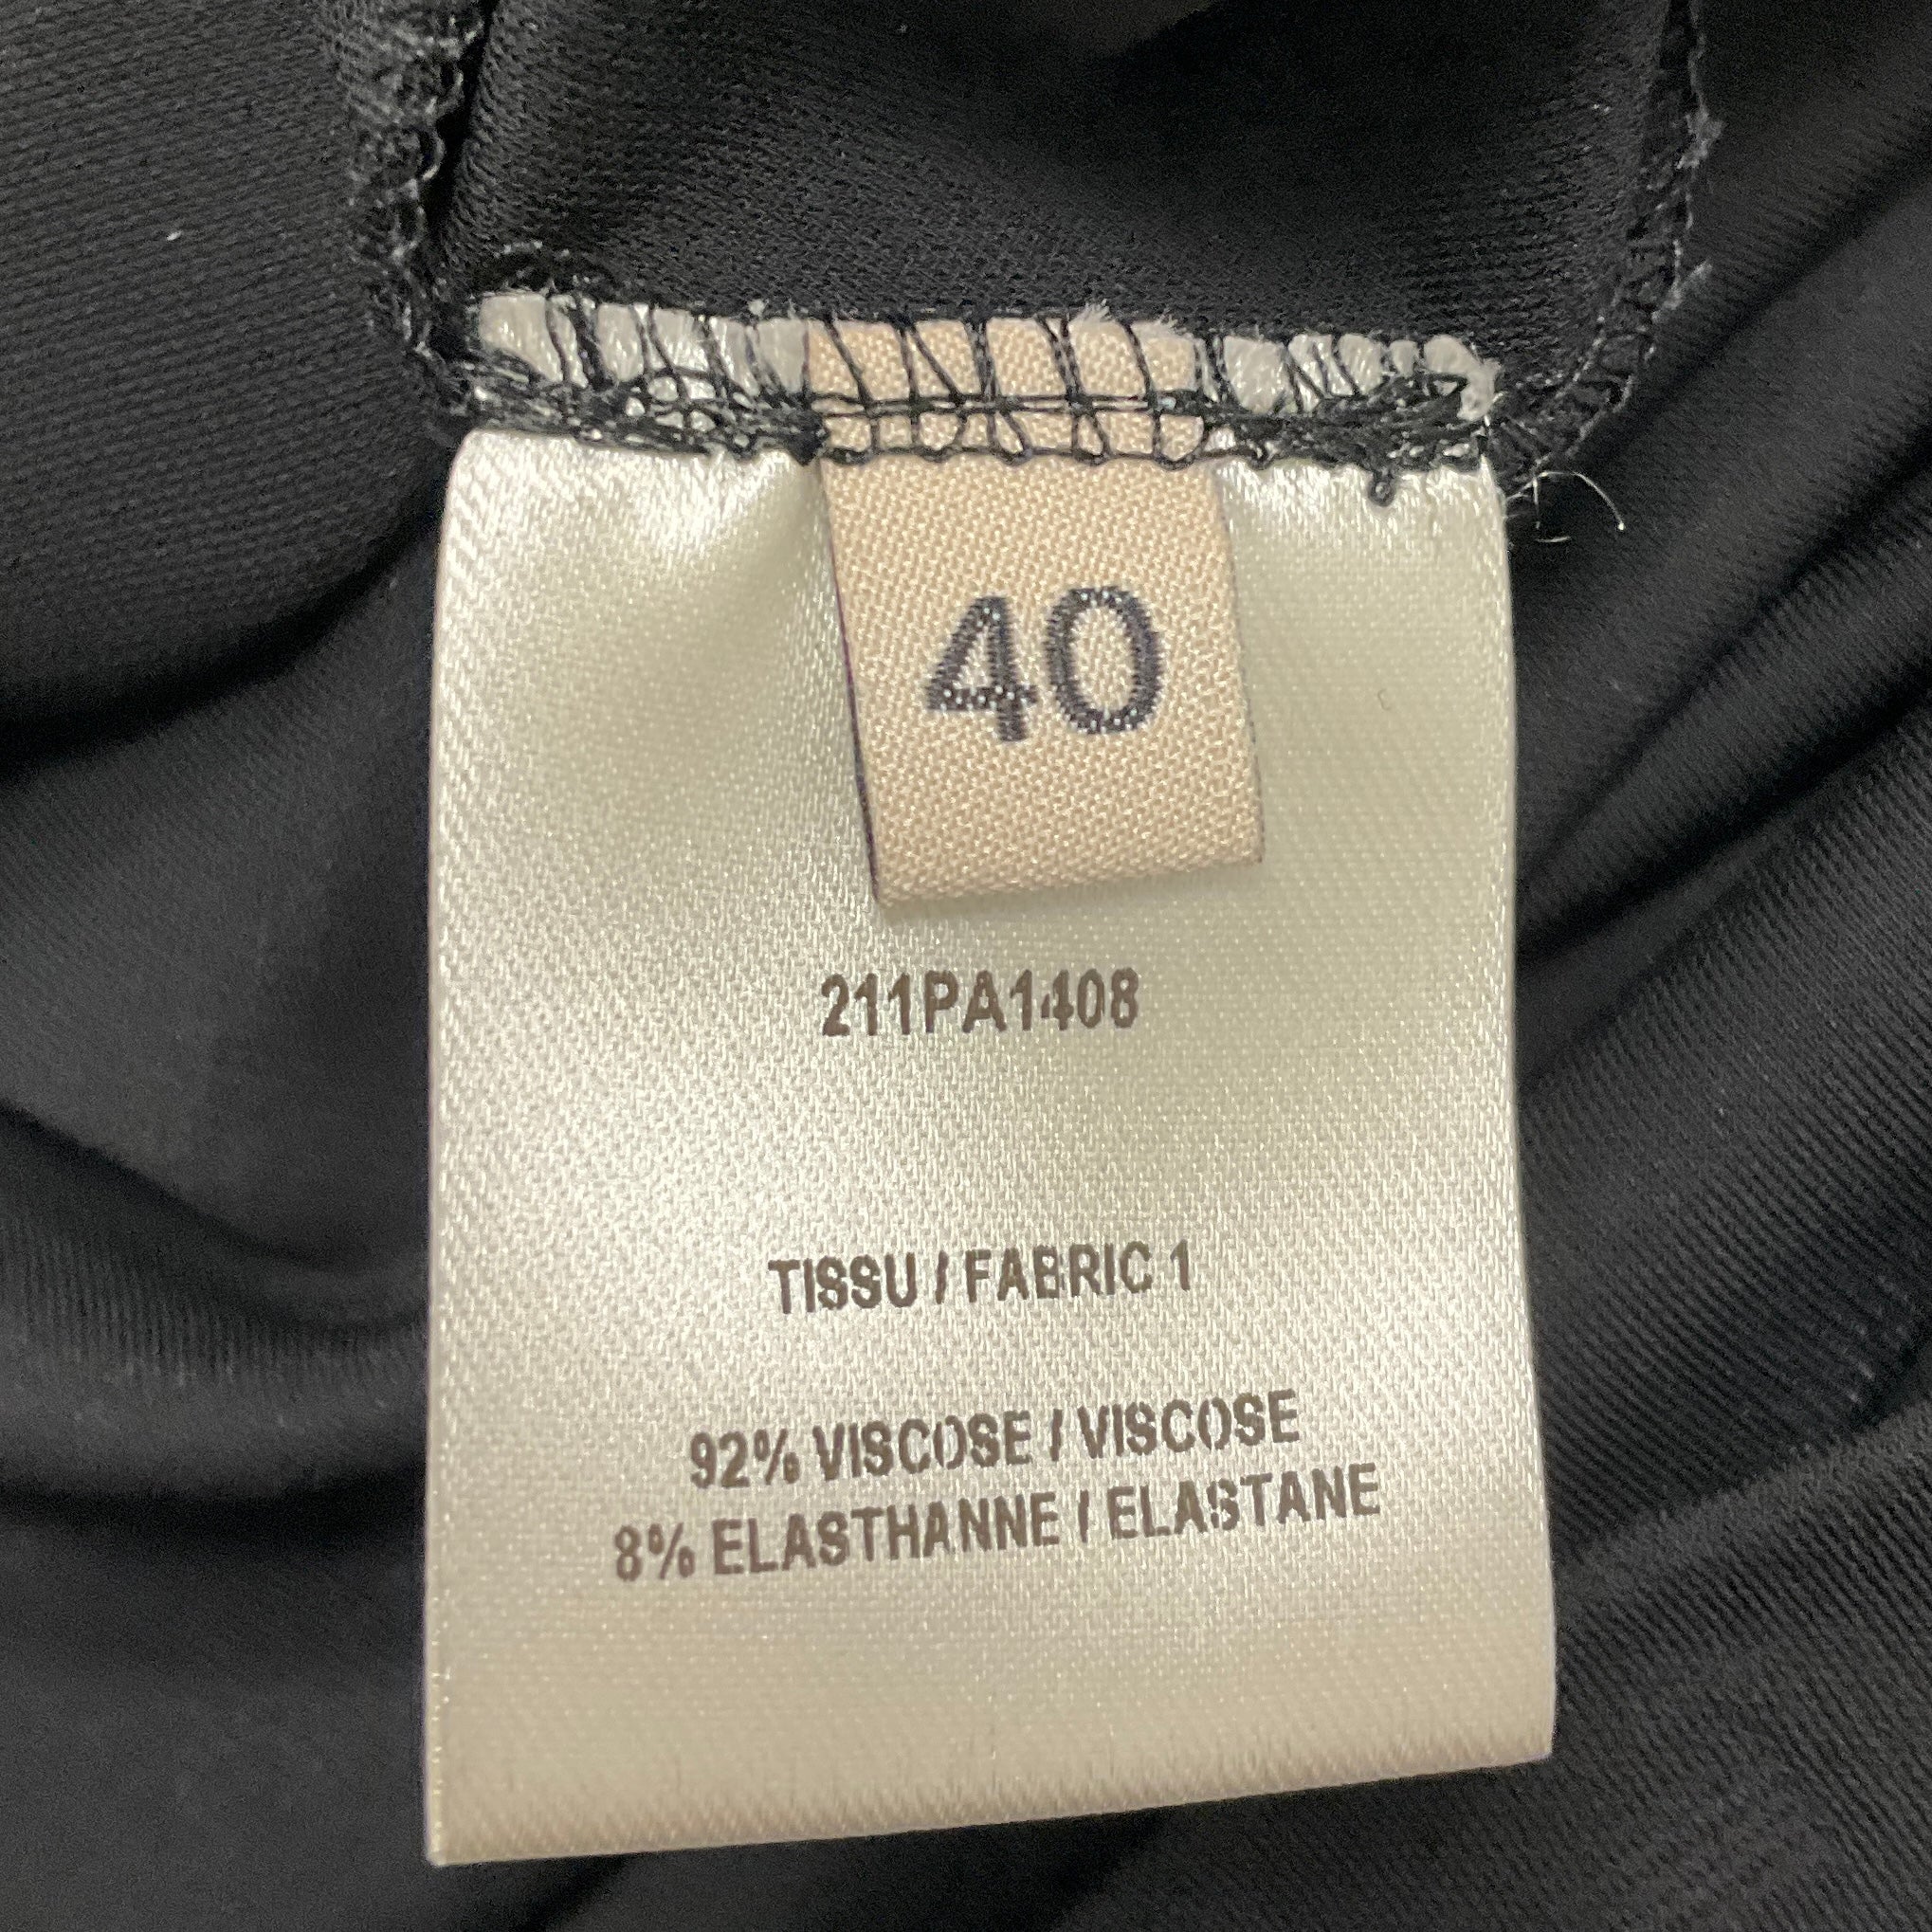 40
211PA1408
TISSU / FABRIC 1
92% VISCOSE / VISCOSE
8% ELASTHANNE / ELASTANE